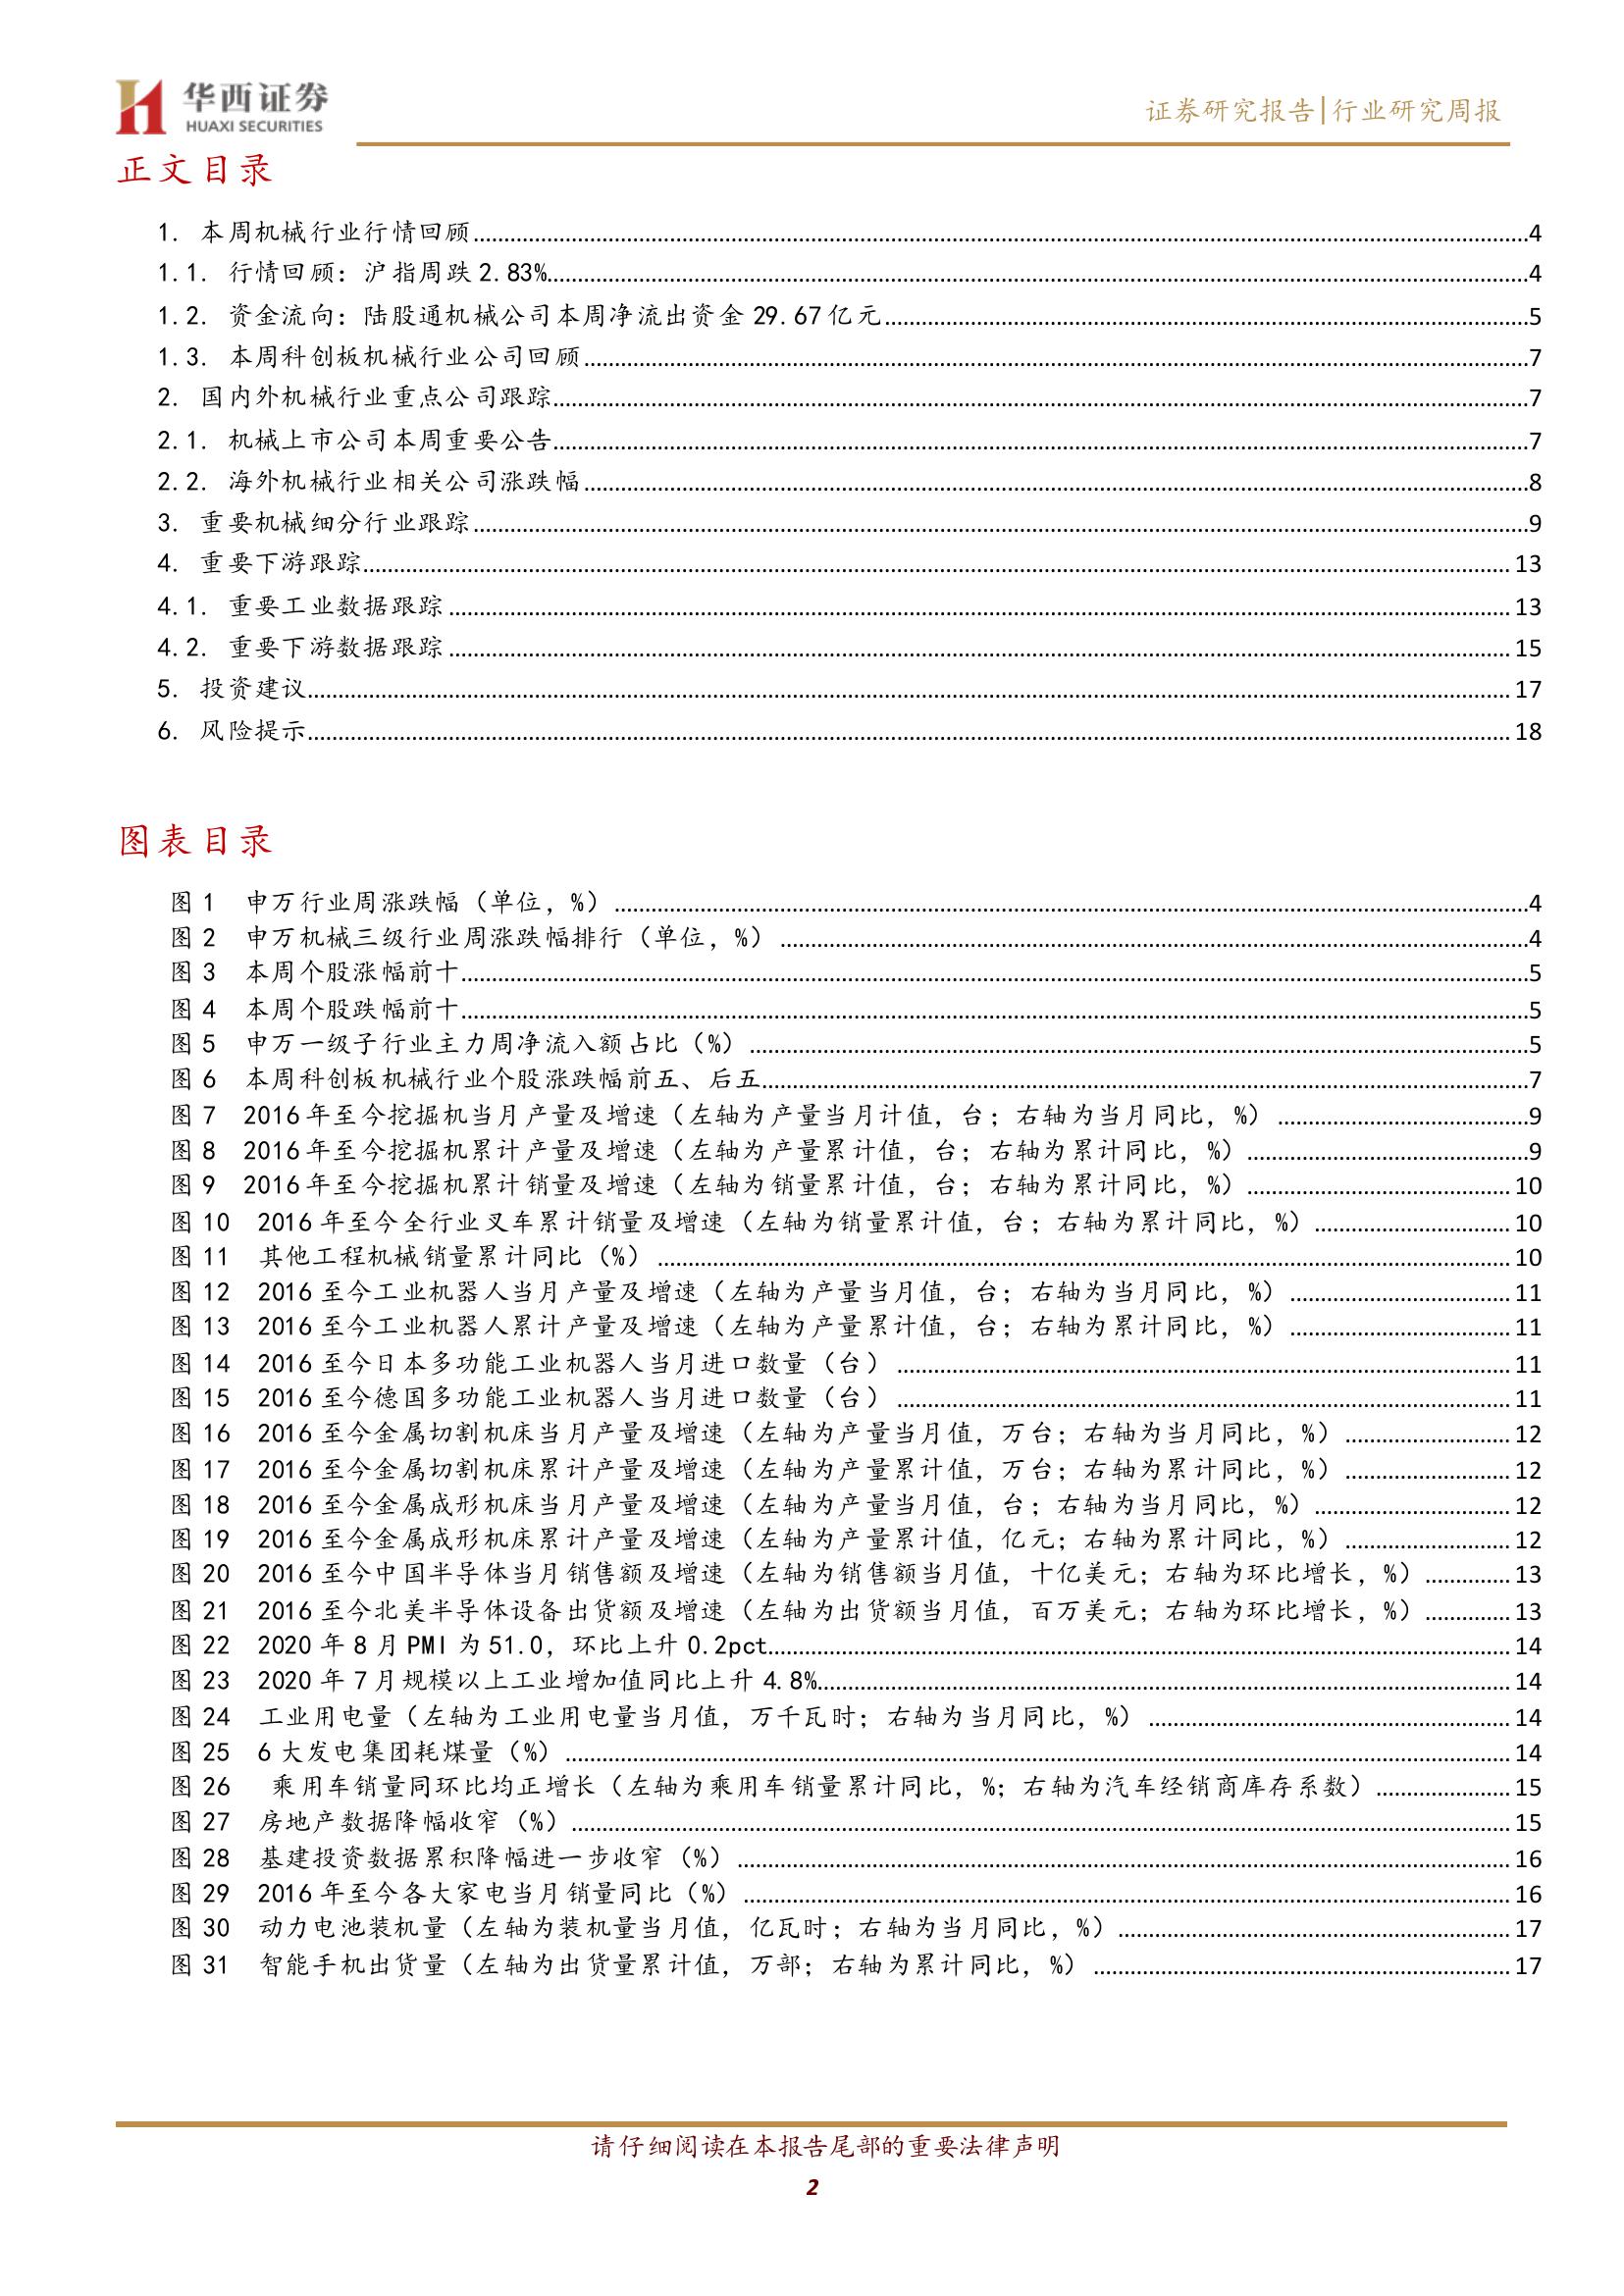 华西证券
HUAXI SECURITIES
证券研究报告|行业研究周报
正文目录
1. 本周机械行业行情回顾........4
1.1. 行情回顾：沪指周跌 2.83%........4
1.2. 资金流向：陆股通机械公司本周净流出资金 29.67 亿元........5
1.3. 本周科创板机械行业公司回顾........7
2. 国内外机械行业重点公司跟踪........7
2.1. 机械上市公司本周重要公告........7
2.2. 海外机械行业相关公司涨跌幅........8
3. 重要机械细分行业跟踪........9
4. 重要下游跟踪........13
4.1. 重要工业数据跟踪........13
4.2. 重要下游数据跟踪........15
5. 投资建议........17
6. 风险提示........18
图表目录
图 1 申万行业周涨跌幅（单位，%）........4
图 2 申万机械三级行业周涨跌幅排行（单位，%）........4
图 3 本周个股涨幅前十........5
图 4 本周个股跌幅前十........5
图 5 申万一级子行业主力周净流入额占比（%）........5
图 6 本周科创板机械行业个股涨跌幅前五、后五........7
图 7 2016 年至今挖掘机当月产量及增速（左轴为产量当月计值，台；右轴为当月同比，%）........9
图 8 2016 年至今挖掘机累计产量及增速（左轴为产量累计值，台；右轴为累计同比，%）........9
图 9 2016 年至今挖掘机累计销量及增速（左轴为销量累计值，台；右轴为累计同比，%）........10
图 10 2016 年至今全行业叉车累计销量及增速（左轴为销量累计值，台；右轴为累计同比，%）........10
图 11 其他工程机械销量累计同比（%）........10
图 12 2016 至今工业机器人当月产量及增速（左轴为产量当月值，台；右轴为当月同比，%）........11
图 13 2016 至今工业机器人累计产量及增速（左轴为产量累计值，台；右轴为累计同比，%）........11
图 14 2016 至今日本多功能工业机器人当月进口数量（台）........11
图 15 2016 至今德国多功能工业机器人当月进口数量（台）........11
图 16 2016 至今金属切割机床当月产量及增速（左轴为产量当月值，万台；右轴为当月同比，%）........12
图 17 2016 至今金属切割机床累计产量及增速（左轴为产量累计值，万台；右轴为累计同比，%）........12
图 18 2016 至今金属成形机床当月产量及增速（左轴为产量当月值，台；右轴为当月同比，%）........12
图 19 2016 至今金属成形机床累计产量及增速（左轴为产量累计值，亿元；右轴为累计同比，%）........12
图 20 2016 至今中国半导体当月销售额及增速（左轴为销售额当月值，十亿美元；右轴为环比增长，%）........13
图 21 2016 至今北美半导体设备出货额及增速（左轴为出货额当月值，百万美元；右轴为环比增长，%）........13
图 22 2020 年 8 月 PMI 为 51.0，环比上升 0.2pct........14
图 23 2020 年 7 月规模以上工业增加值同比上升 4.8%........14
图 24 工业用电量（左轴为工业用电量当月值，万千瓦时；右轴为当月同比，%）........14
图 25 6 大发电集团耗煤量（%）........14
图 26 乘用车销量同环比均正增长（左轴为乘用车销量累计同比，%；右轴为汽车经销商库存系数）........15
图 27 房地产数据降幅收窄（%）........15
图 28 基建投资数据累积降幅进一步收窄（%）........16
图 29 2016 年至今各大家电当月销量同比（%）........16
图 30 动力电池装机量（左轴为装机量当月值，亿瓦时；右轴为当月同比，%）........17
图 31 智能手机出货量（左轴为出货量累计值，万部；右轴为累计同比，%）........17
请仔细阅读在本报告尾部的重要法律声明
2